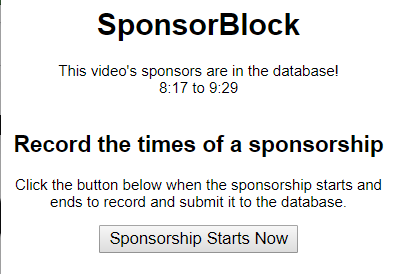 SponsorBlock
This video's sponsors are in the database!
8:17 to 9:29
Record the times of a sponsorship
Click the button below when the sponsorship starts and
ends to record and submit it to the database.
Sponsorship Starts Now